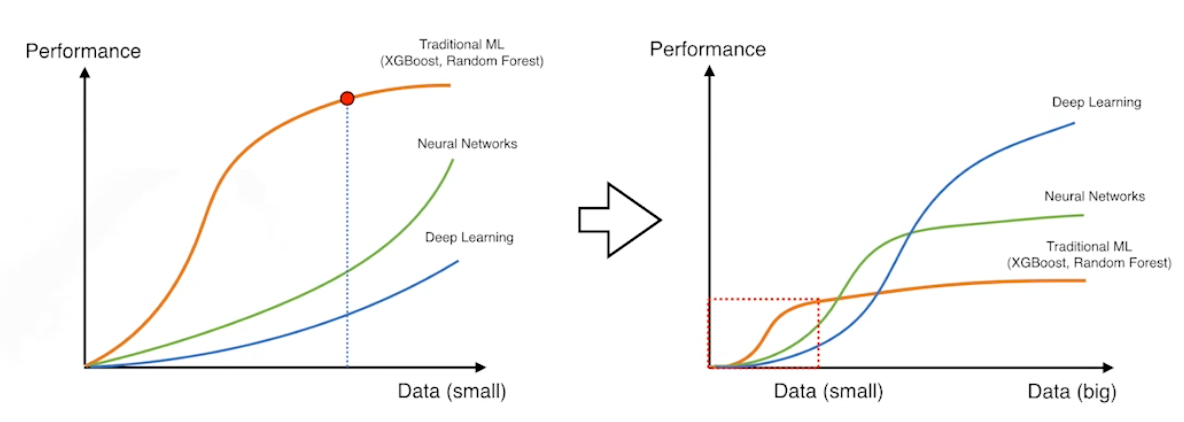 Performance
Traditional ML
(XGBoost, Random Forest)
Neural Networks
Deep Learning
Data (small)
Performance
Deep Learning
Neural Networks
Traditional ML
(XGBoost, Random Forest)
Data (small)
Data (big)